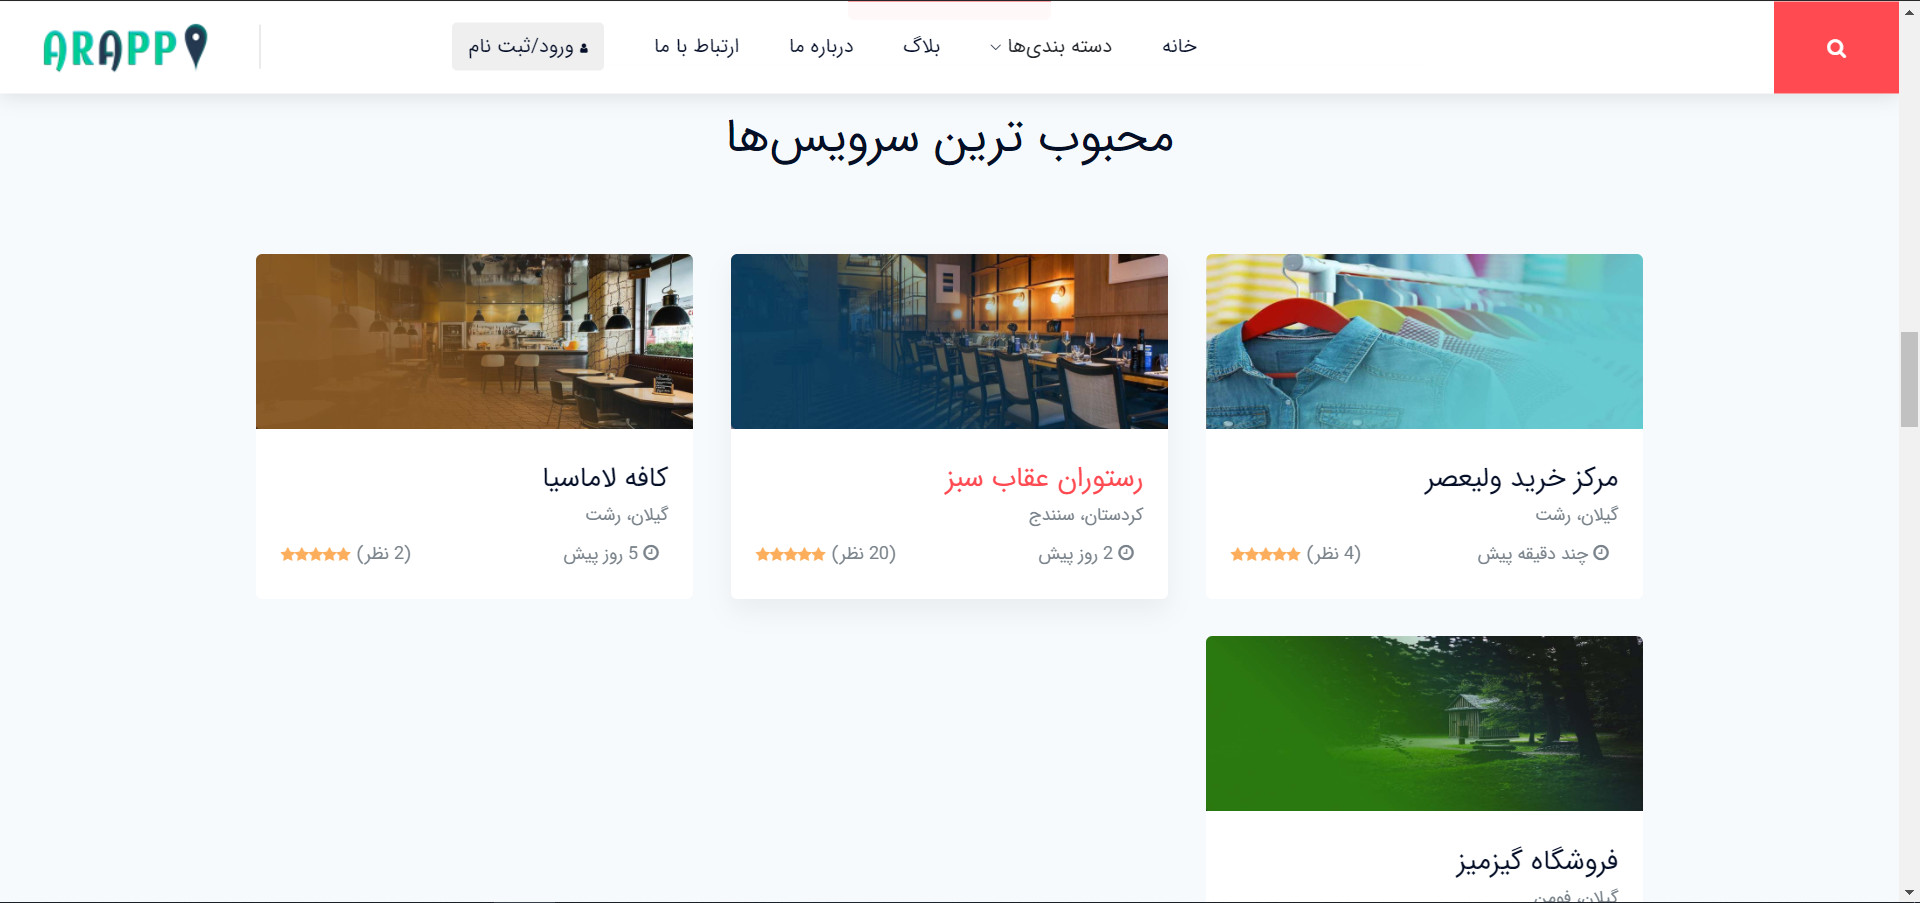 ARAPP
خانه
دسته بندی‌ها
بلاگ
درباره ما
ارتباط با ما
ورود/ثبت نام
محبوب ترین سرویس‌ها
مرکز خرید ولیعصر
گیلان، رشت
چند دقیقه پیش
(4 نظر)
رستوران عقاب سبز
کردستان، سنندج
2 روز پیش
(20 نظر)
کافه لاماسیا
گیلان، رشت
5 روز پیش
(2 نظر)
فروشگاه گیزمیز
گیلان، فومن